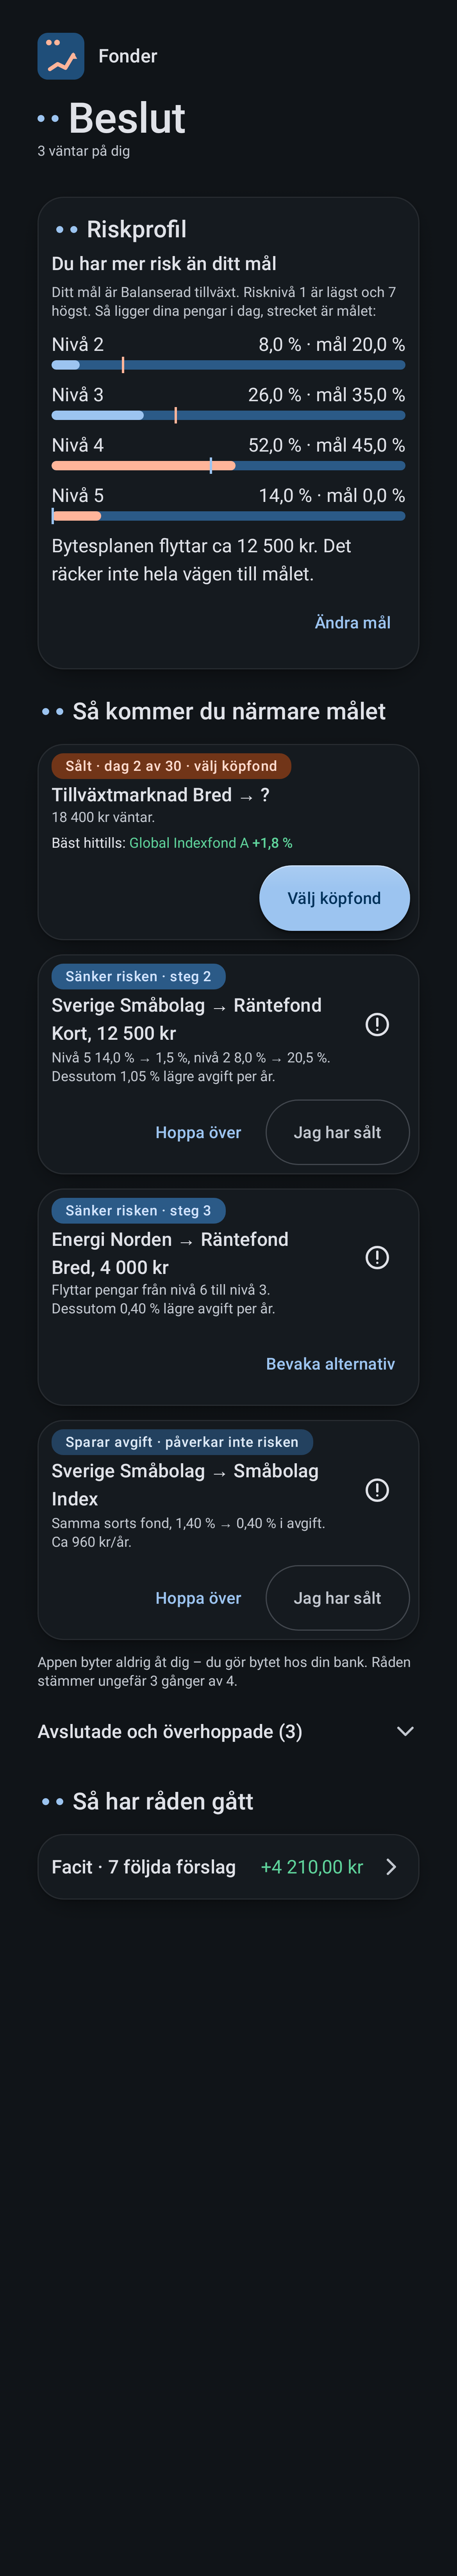 Fonder
Beslut
3 väntar på dig
Riskprofil
Du har mer risk än ditt mål
Ditt mål är Balanserad tillväxt. Risknivå 1 är lägst och 7
högst. Så ligger dina pengar i dag, strecket är målet:
Nivå 2 8,0 % · mål 20,0 %
Nivå 3 26,0 % · mål 35,0 %
Nivå 4 52,0 % · mål 45,0 %
Nivå 5 14,0 % · mål 0,0 %
Bytesplanen flyttar ca 12 500 kr. Det
räcker inte hela vägen till målet.
Ändra mål
Så kommer du närmare målet
Sålt · dag 2 av 30 · välj köpfond
Tillväxtmarknad Bred → ?
18 400 kr väntar.
Bäst hittills: Global Indexfond A +1,8 %
Välj köpfond
Sänker risken · steg 2
Sverige Småbolag → Räntefond
Kort, 12 500 kr
Nivå 5 14,0 % → 1,5 %, nivå 2 8,0 % → 20,5 %.
Dessutom 1,05 % lägre avgift per år.
Hoppa över Jag har sålt
Sänker risken · steg 3
Energi Norden → Räntefond
Bred, 4 000 kr
Flyttar pengar från nivå 6 till nivå 3.
Dessutom 0,40 % lägre avgift per år.
Bevaka alternativ
Sparar avgift · påverkar inte risken
Sverige Småbolag → Småbolag
Index
Samma sorts fond, 1,40 % → 0,40 % i avgift.
Ca 960 kr/år.
Hoppa över Jag har sålt
Appen byter aldrig åt dig – du gör bytet hos din bank. Råden
stämmer ungefär 3 gånger av 4.
Avslutade och överhoppade (3)
Så har råden gått
Facit · 7 följda förslag +4 210,00 kr